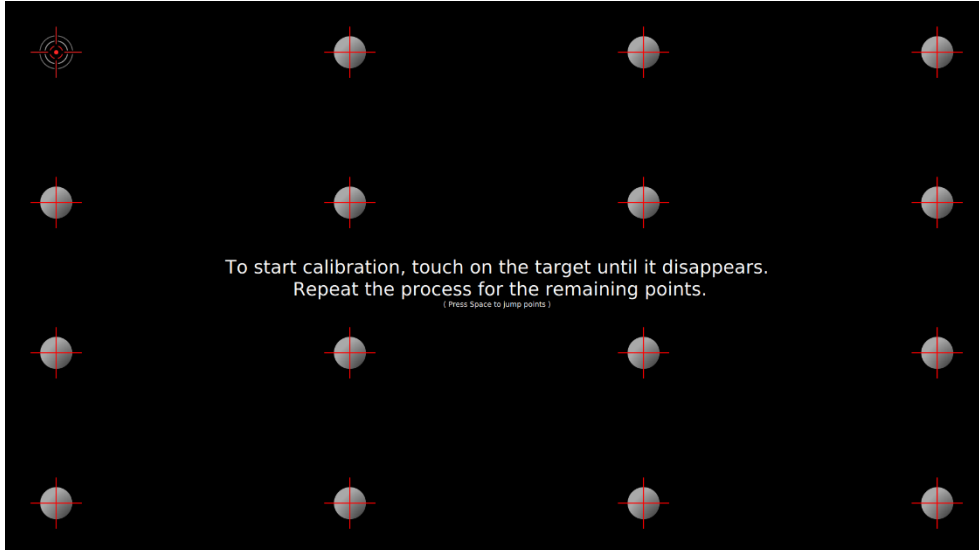 To start calibration, touch on the target until it disappears.
Repeat the process for the remaining points.
( Press Space to jump points )